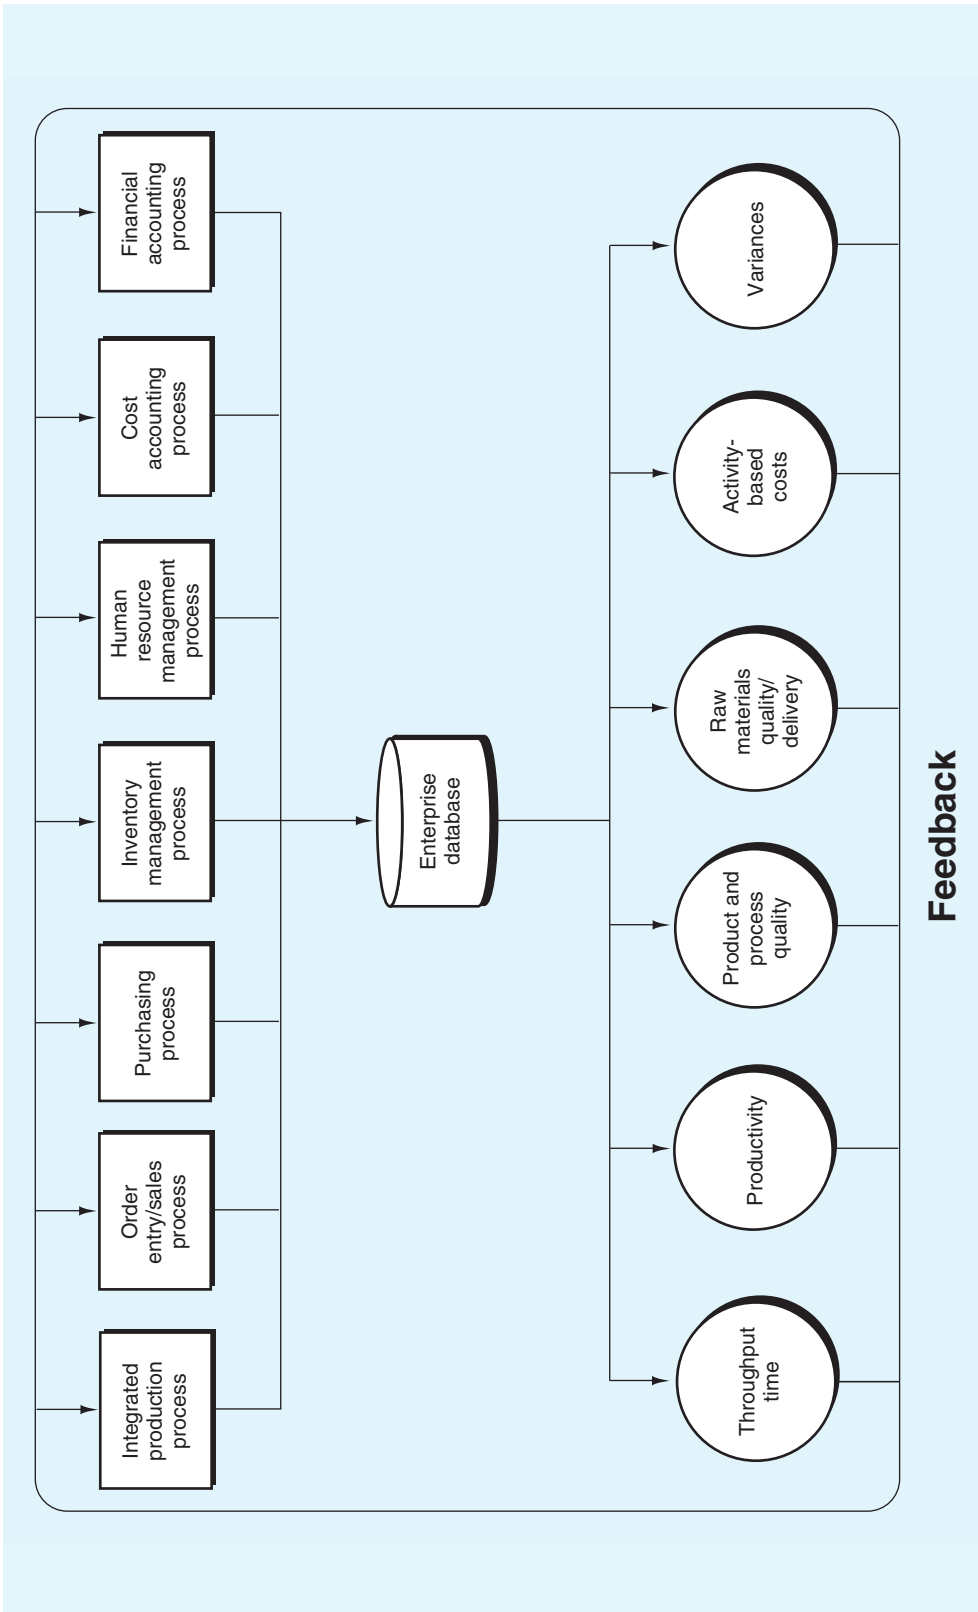 Integrated
production
process
Order
entry/sales
process
Purchasing
process
Inventory
management
process
Human
resource
management
process
Cost
accounting
process
Financial
accounting
process
Enterprise
database
Throughput
time
Productivity
Product and
process
quality
Raw
materials
quality/
delivery
Activity-
based
costs
Variances
Feedback